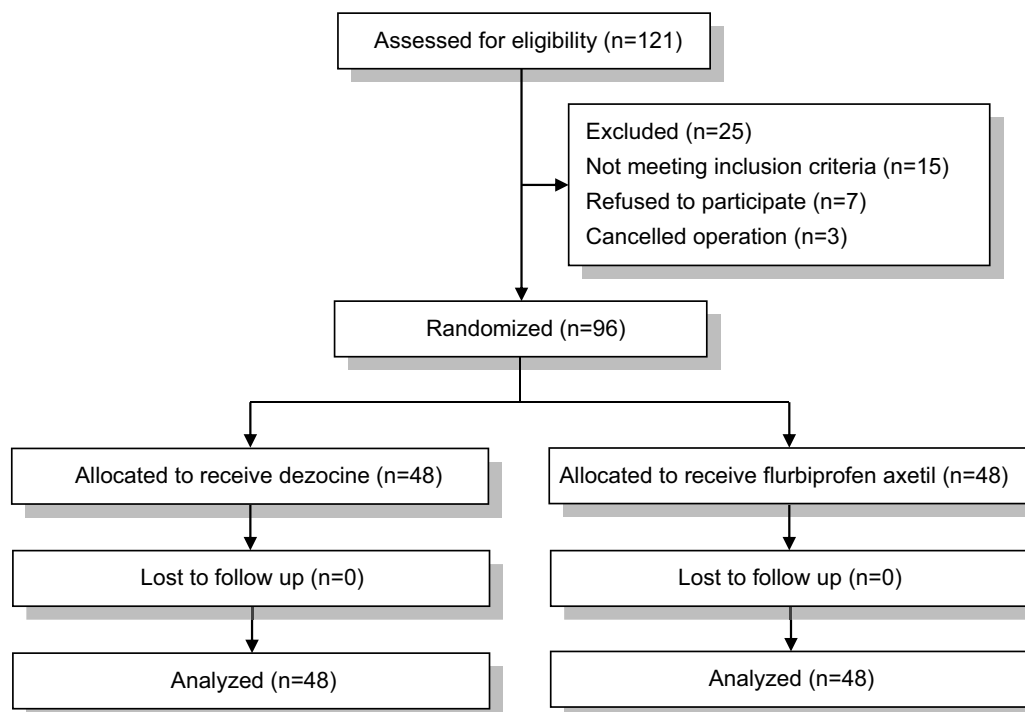 Assessed for eligibility (n=121)
Excluded (n=25)
Not meeting inclusion criteria (n=15)
Refused to participate (n=7)
Cancelled operation (n=3)
Randomized (n=96)
Allocated to receive dezocine (n=48)
Allocated to receive flurbiprofen axetil (n=48)
Lost to follow up (n=0)
Lost to follow up (n=0)
Analyzed (n=48)
Analyzed (n=48)